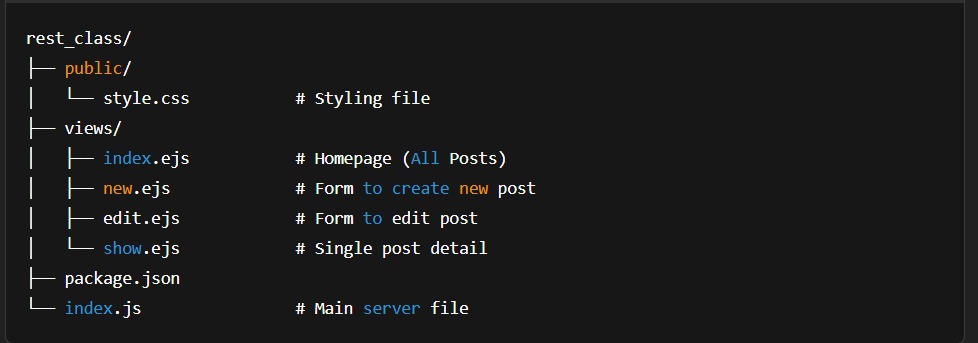 rest_class/
├── public/
│   └── style.css           # Styling file
├── views/
│   ├── index.ejs           # Homepage (All Posts)
│   ├── new.ejs             # Form to create new post
│   ├── edit.ejs            # Form to edit post
│   └── show.ejs            # Single post detail
├── package.json
└── index.js                # Main server file